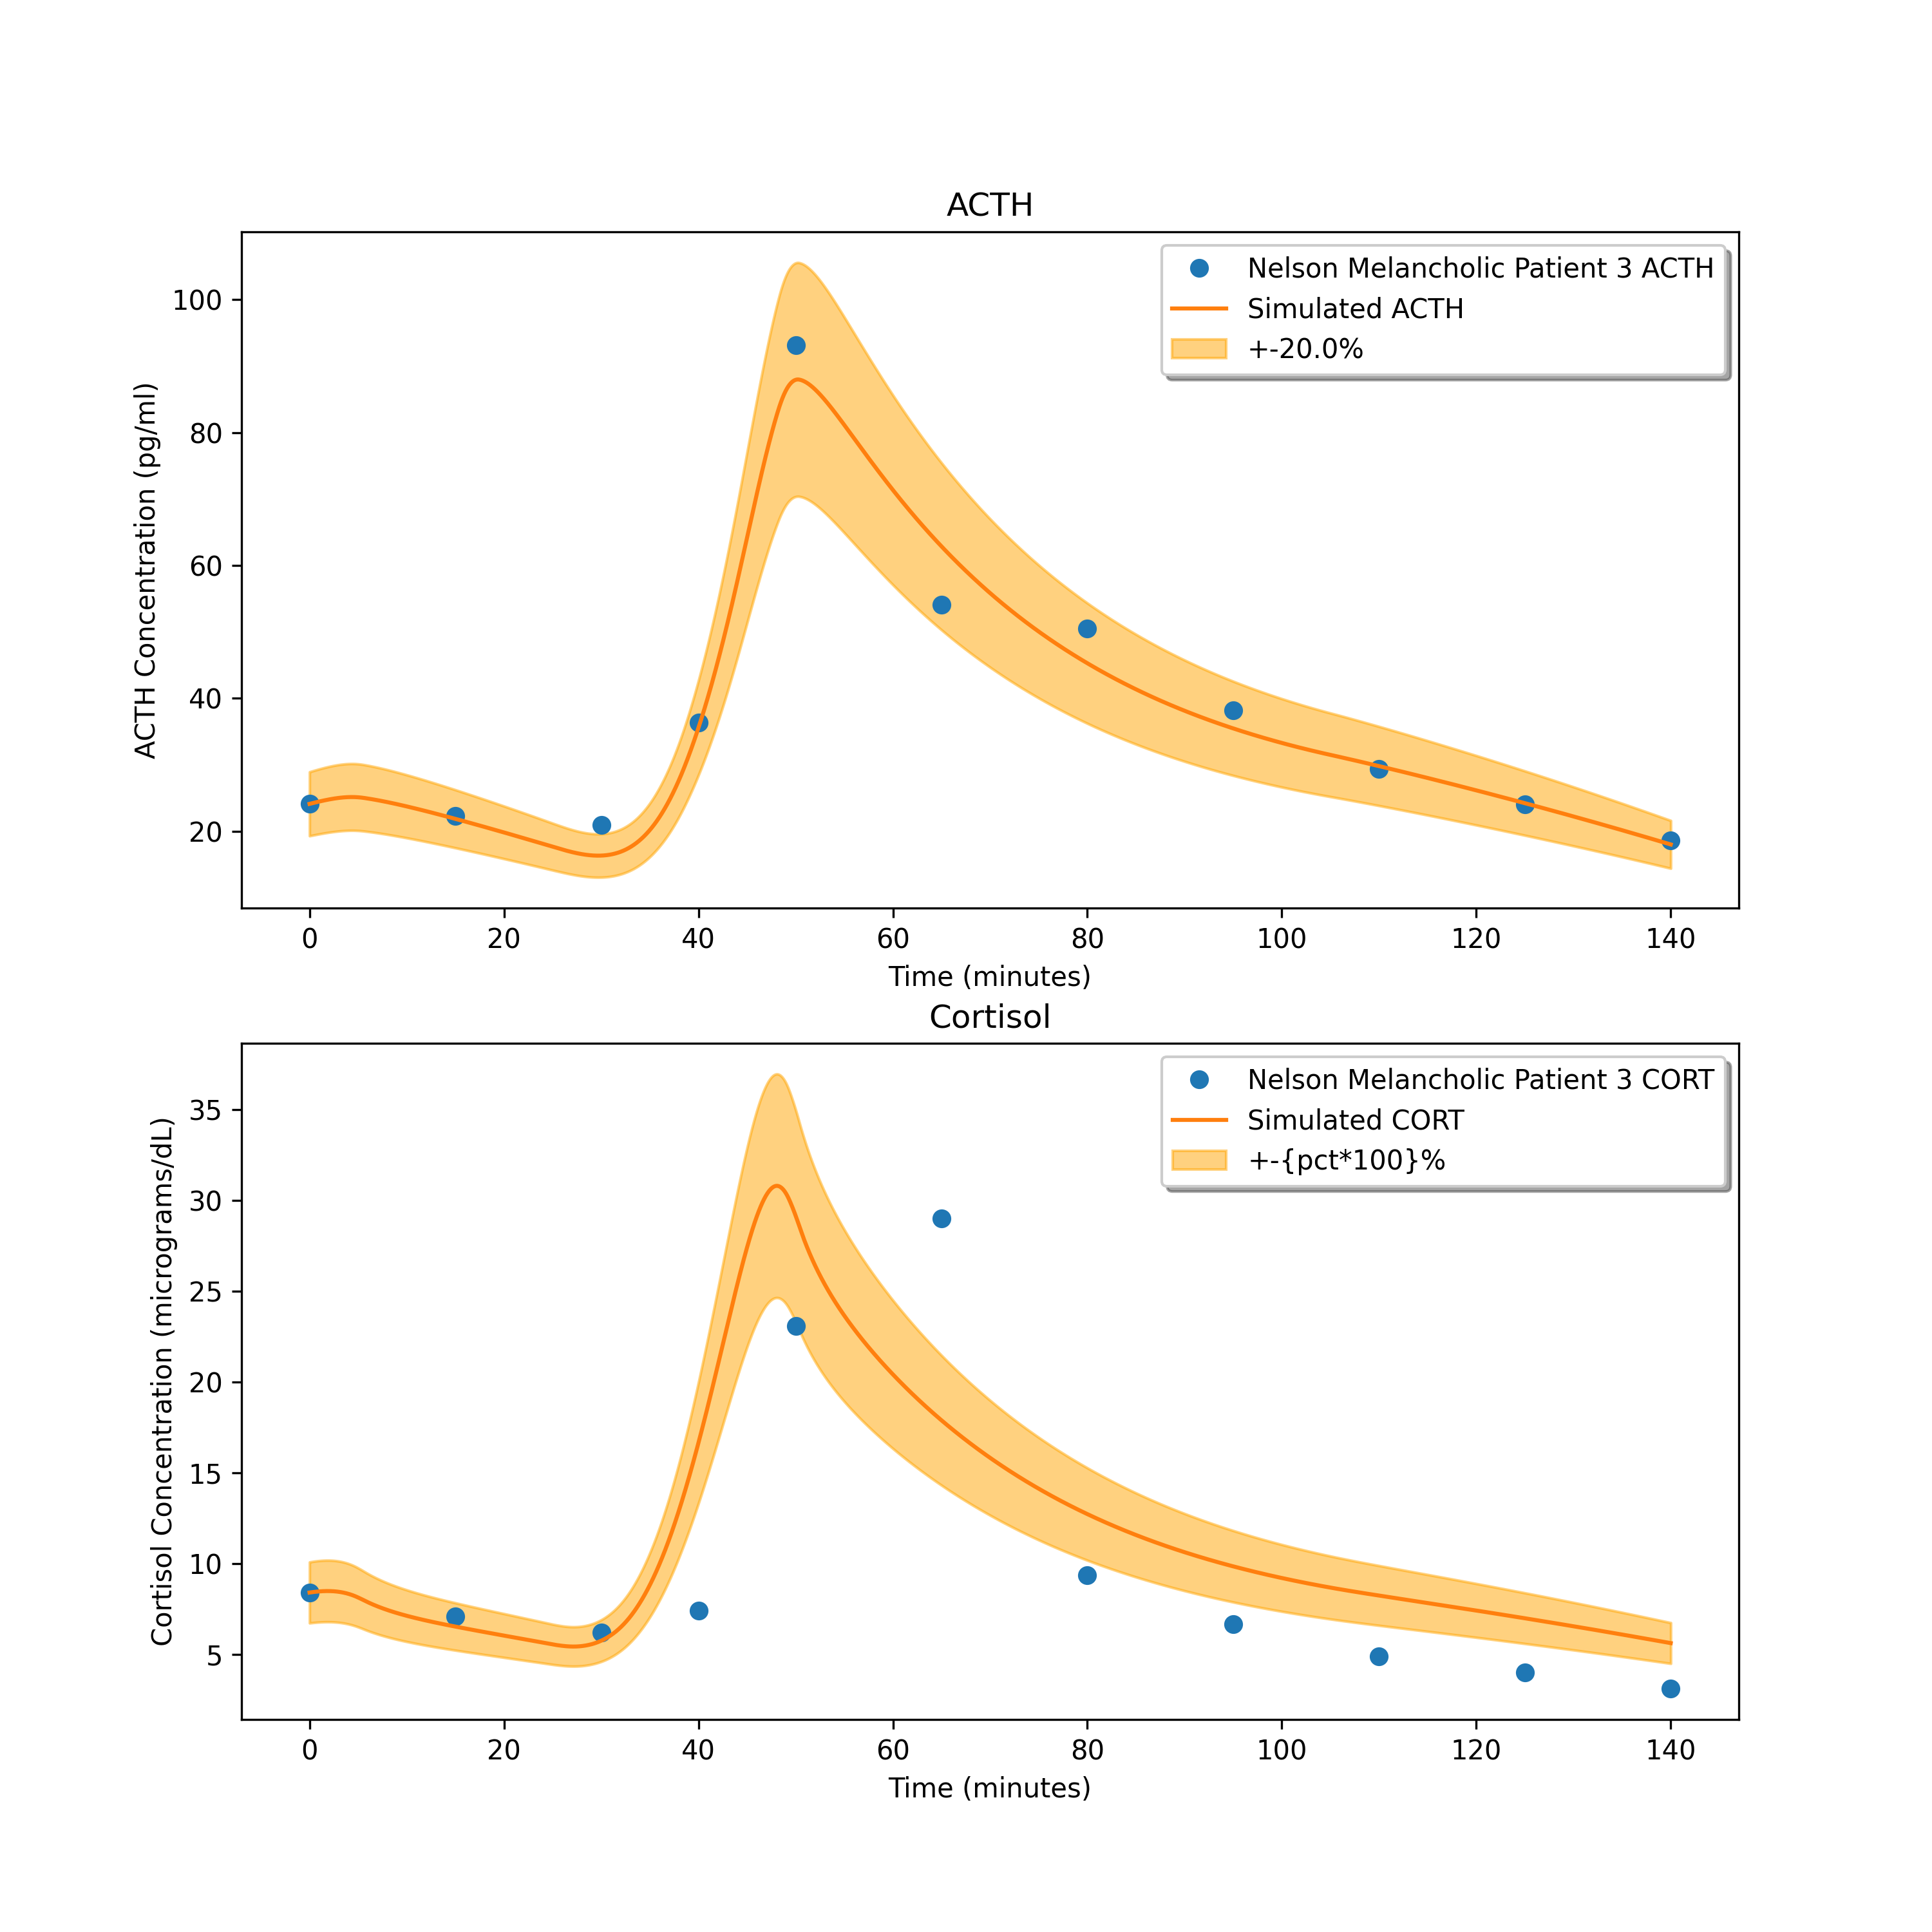 ACTH
ACTH Concentration (pg/ml)
100
80
60
40
20
Nelson Melancholic Patient 3 ACTH
Simulated ACTH
+-20.0%
0 20 40 60 80 100 120 140
Time (minutes)
Cortisol
Cortisol Concentration (micrograms/dL)
35
30
25
20
15
10
5
Nelson Melancholic Patient 3 CORT
Simulated CORT
+-{pct*100}%
0 20 40 60 80 100 120 140
Time (minutes)